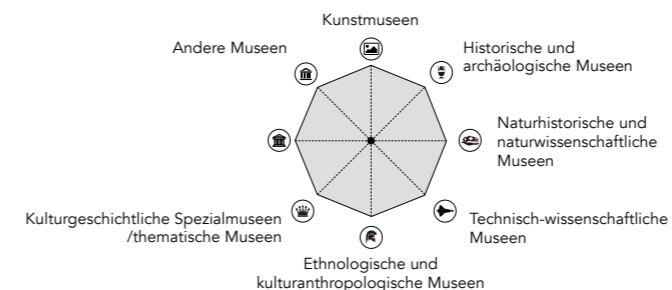 Kunstmuseen
Andere Museen
Historische und
archäologische Museen
Naturhistorische und
naturwissenschaftliche
Museen
Technisch-wissenschaftliche
Museen
Ethnologische und
kulturanthropologische Museen
Kulturgeschichtliche Spezialmuseen
/thematische Museen